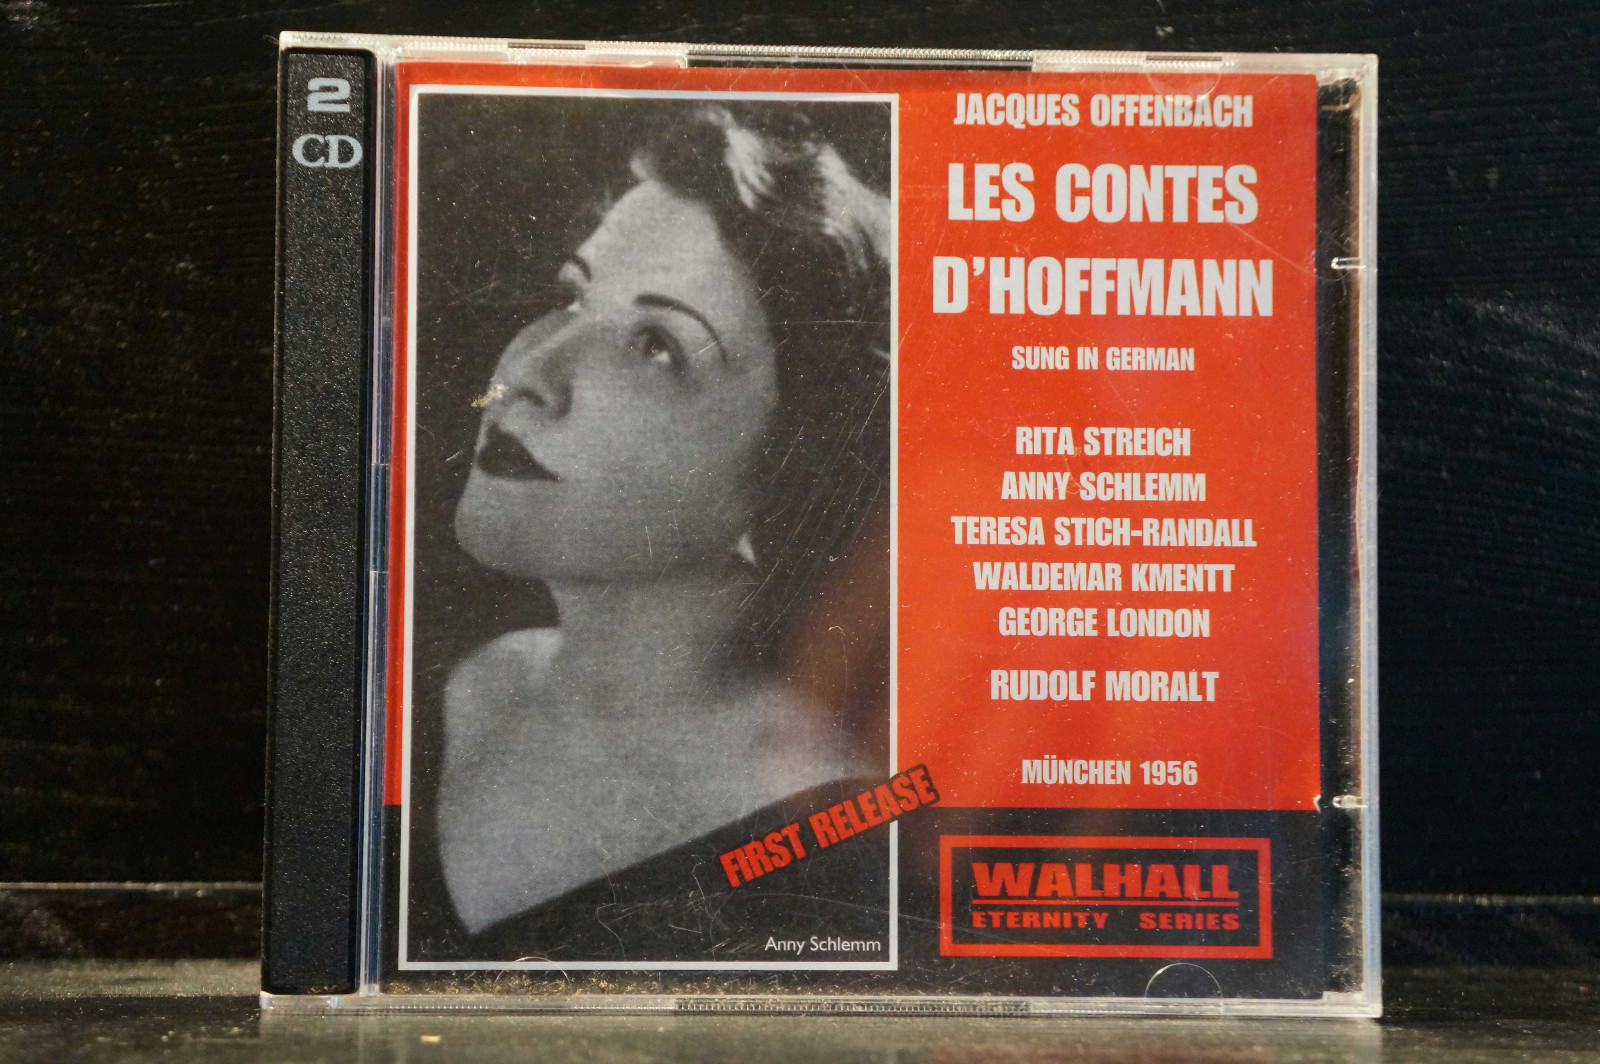 2
CD
JACQUES OFFENBACH
LES CONTES
D'HOFFMANN
SUNG IN GERMAN
RITA STREICH
ANNY SCHLEMM
TERESA STICH-RANDALL
WALDEMAR KMENTT
GEORGE LONDON
RUDOLF MORALT
MÜNCHEN 1956
FIRST RELEASE
WALHALL
ETERNITY SERIES
Anny Schlemm